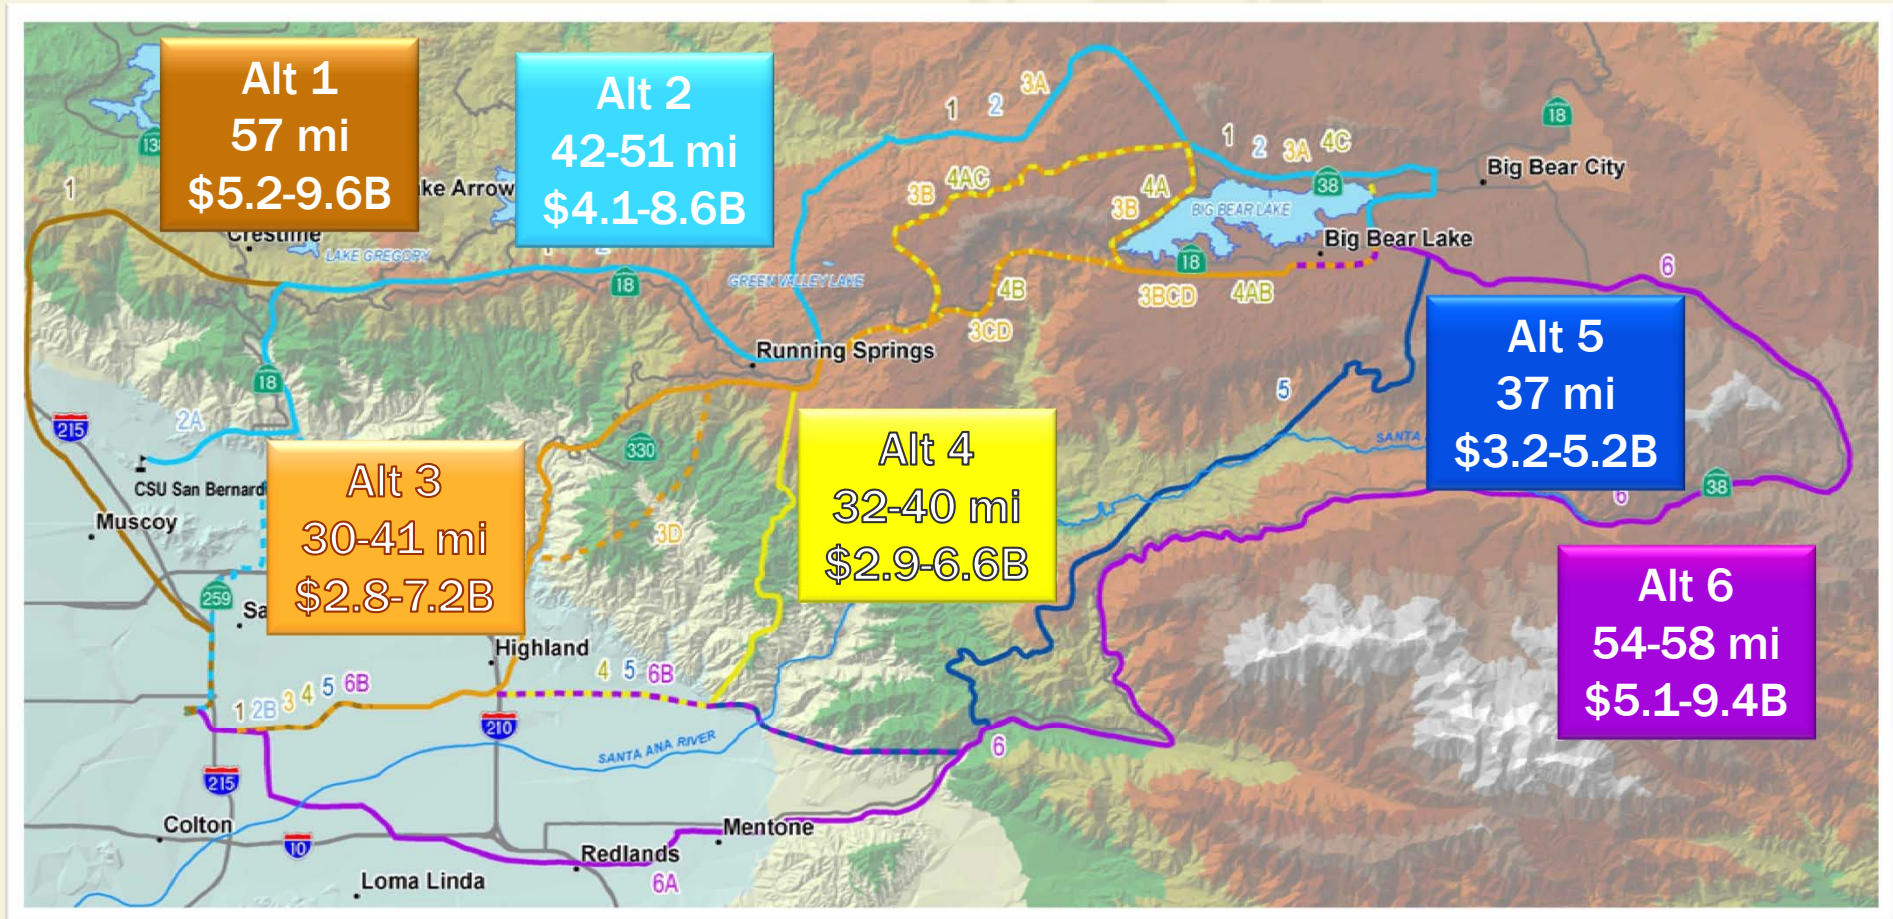 Alt 1
57 mi
$5.2-9.6B
Alt 2
42-51 mi
$4.1-8.6B
Alt 3
30-41 mi
$2.8-7.2B
Alt 4
32-40 mi
$2.9-6.6B
Alt 5
37 mi
$3.2-5.2B
Alt 6
54-58 mi
$5.1-9.4B
1
2
3A
18
1
2
3A
4C
38
Big Bear City
138
1
ke Arrow
Crestline
LAKE GREGORY
18
GREEN VALLEY LAKE
3B
4AC
4A
3B
BIG BEAR LAKE
18
Big Bear Lake
3BCD
4AB
4B
3CD
6
Running Springs
18
215
2A
CSU San Bernard
Muscoy
330
3D
5
SANTA
6
38
259
Sa
Highland
4 5 6B
1 2B 3 4 5 6B
210
SANTA ANA RIVER
6
215
Colton
10
Mentone
Redlands
6A
Loma Linda